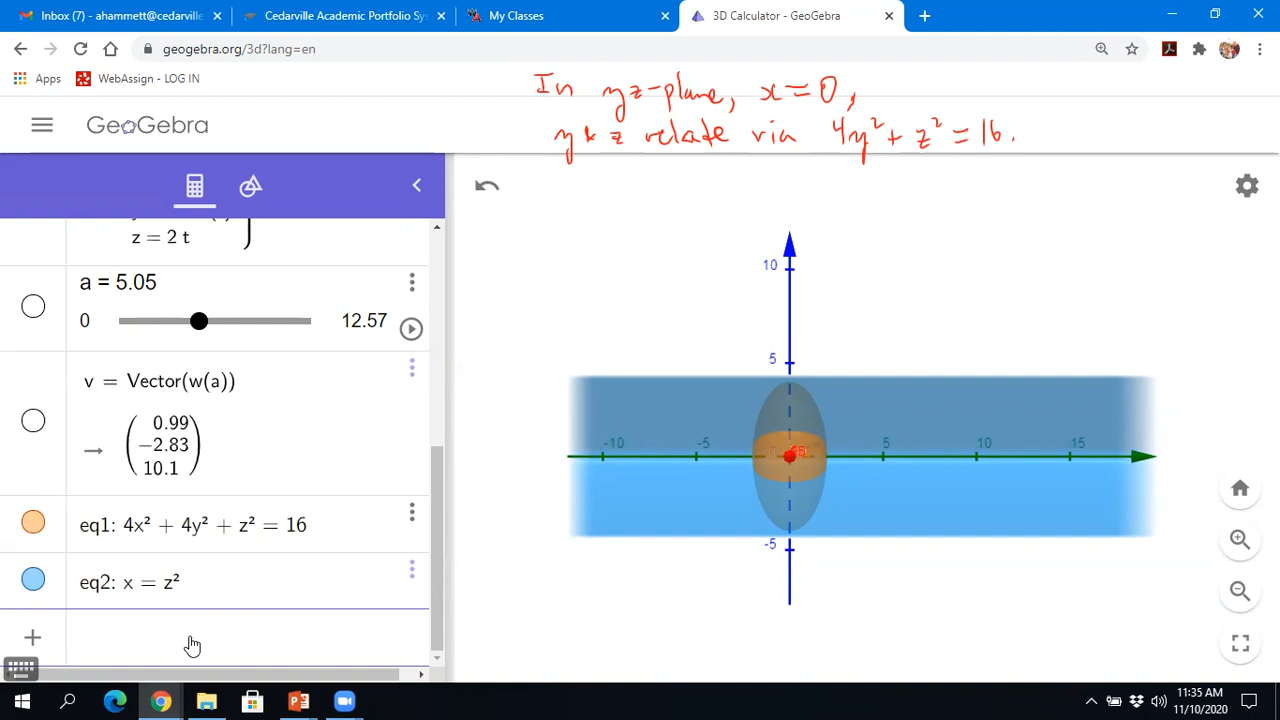 Inbox (7) - ahammett@cedarville
Cedarville Academic Portfolio Sy
My Classes
3D Calculator - GeoGebra
geogebra.org/3d?lang=en
Apps
WebAssign - LOG IN
In yz-plane, x=0,
y & z relate via 4y²+ z² = 16.
GeoGebra
z = 2 t
a = 5.05
0
12.57
v = Vector(w(a))
→
0.99
−2.83
10.1
eq1: 4x² + 4y² + z² = 16
eq2: x = z²
10
5
-10
-5
0
5
10
15
-5
11:35 AM
11/10/2020